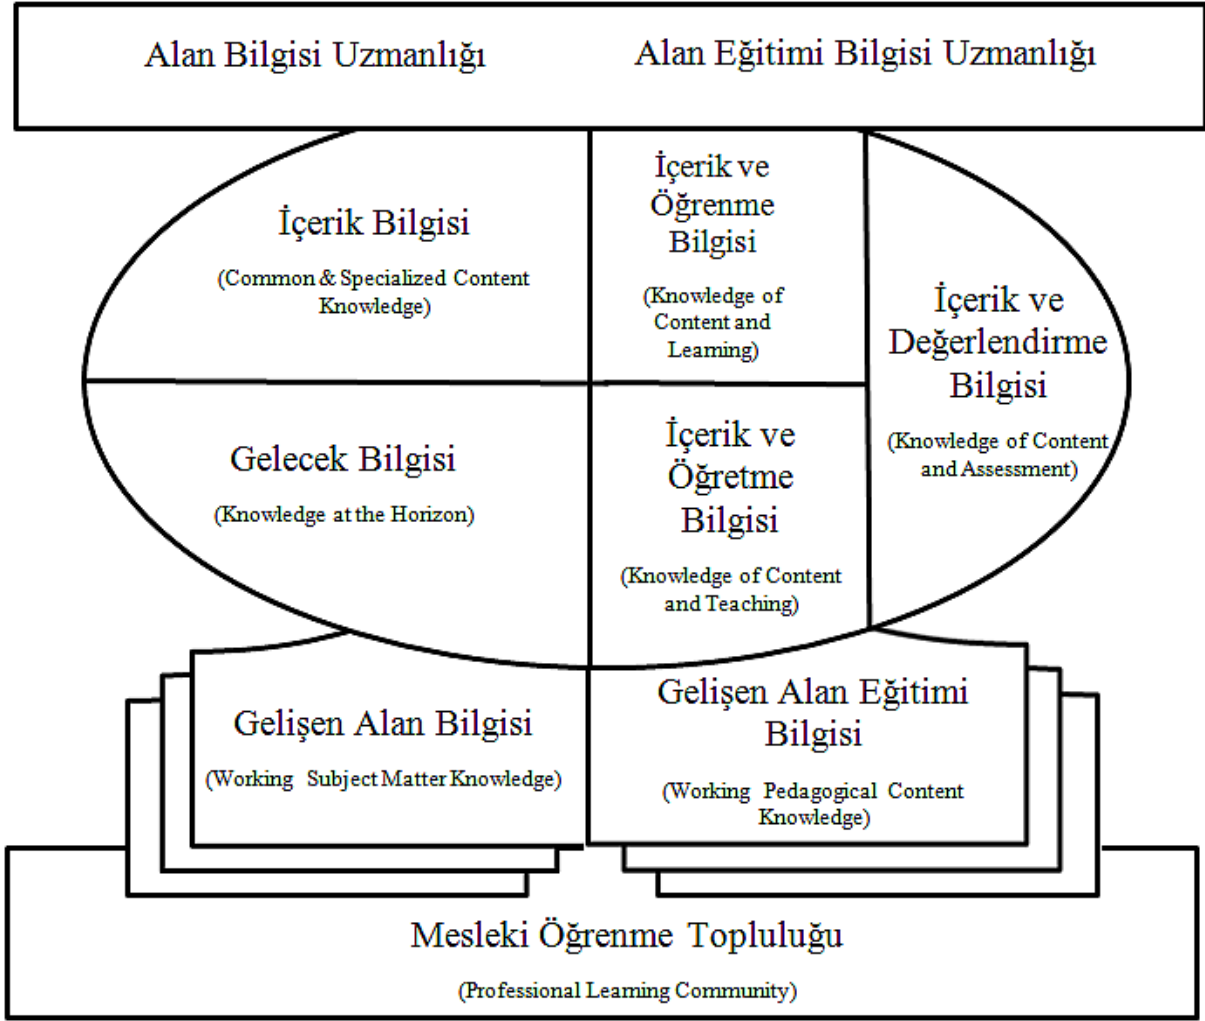 Alan Bilgisi Uzmanlığı
Alan Eğitimi Bilgisi Uzmanlığı
İçerik Bilgisi
(Common & Specialized Content
Knowledge)
İçerik ve
Öğrenme
Bilgisi
(Knowledge of
Content and
Learning)
İçerik ve
Değerlendirme
Bilgisi
(Knowledge of Content
and Assessment)
Gelecek Bilgisi
(Knowledge at the Horizon)
İçerik ve
Öğretme
Bilgisi
(Knowledge of Content
and Teaching)
Gelişen Alan Bilgisi
(Working Subject Matter Knowledge)
Gelişen Alan Eğitimi
Bilgisi
(Working Pedagogical Content
Knowledge)
Mesleki Öğrenme Topluluğu
(Professional Learning Community)